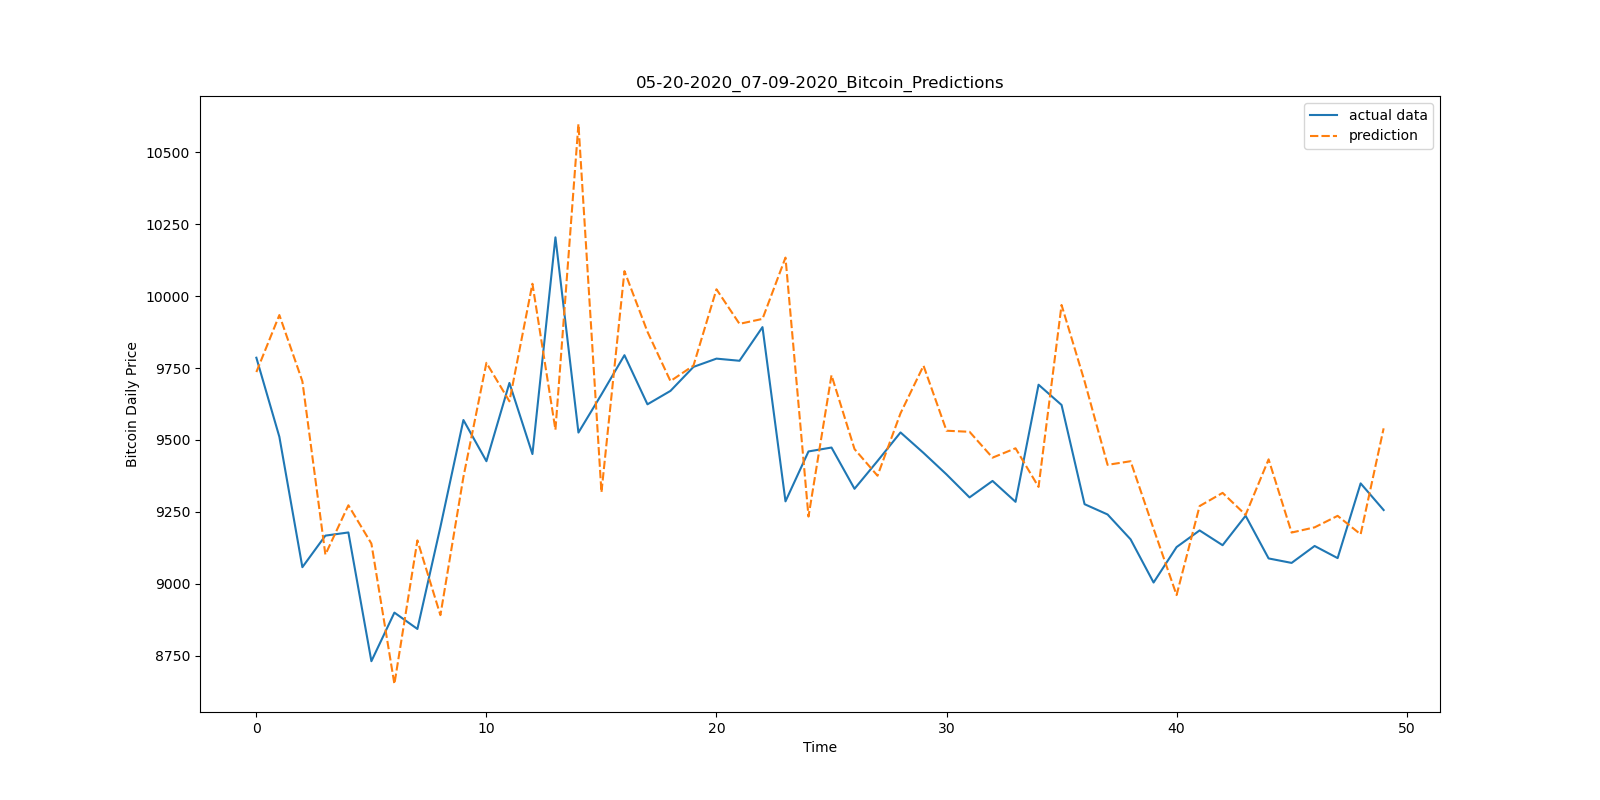 05-20-2020_07-09-2020_Bitcoin_Predictions
actual data
prediction
Bitcoin Daily Price
10500
10250
10000
9750
9500
9250
9000
8750
0 10 20 30 40 50
Time